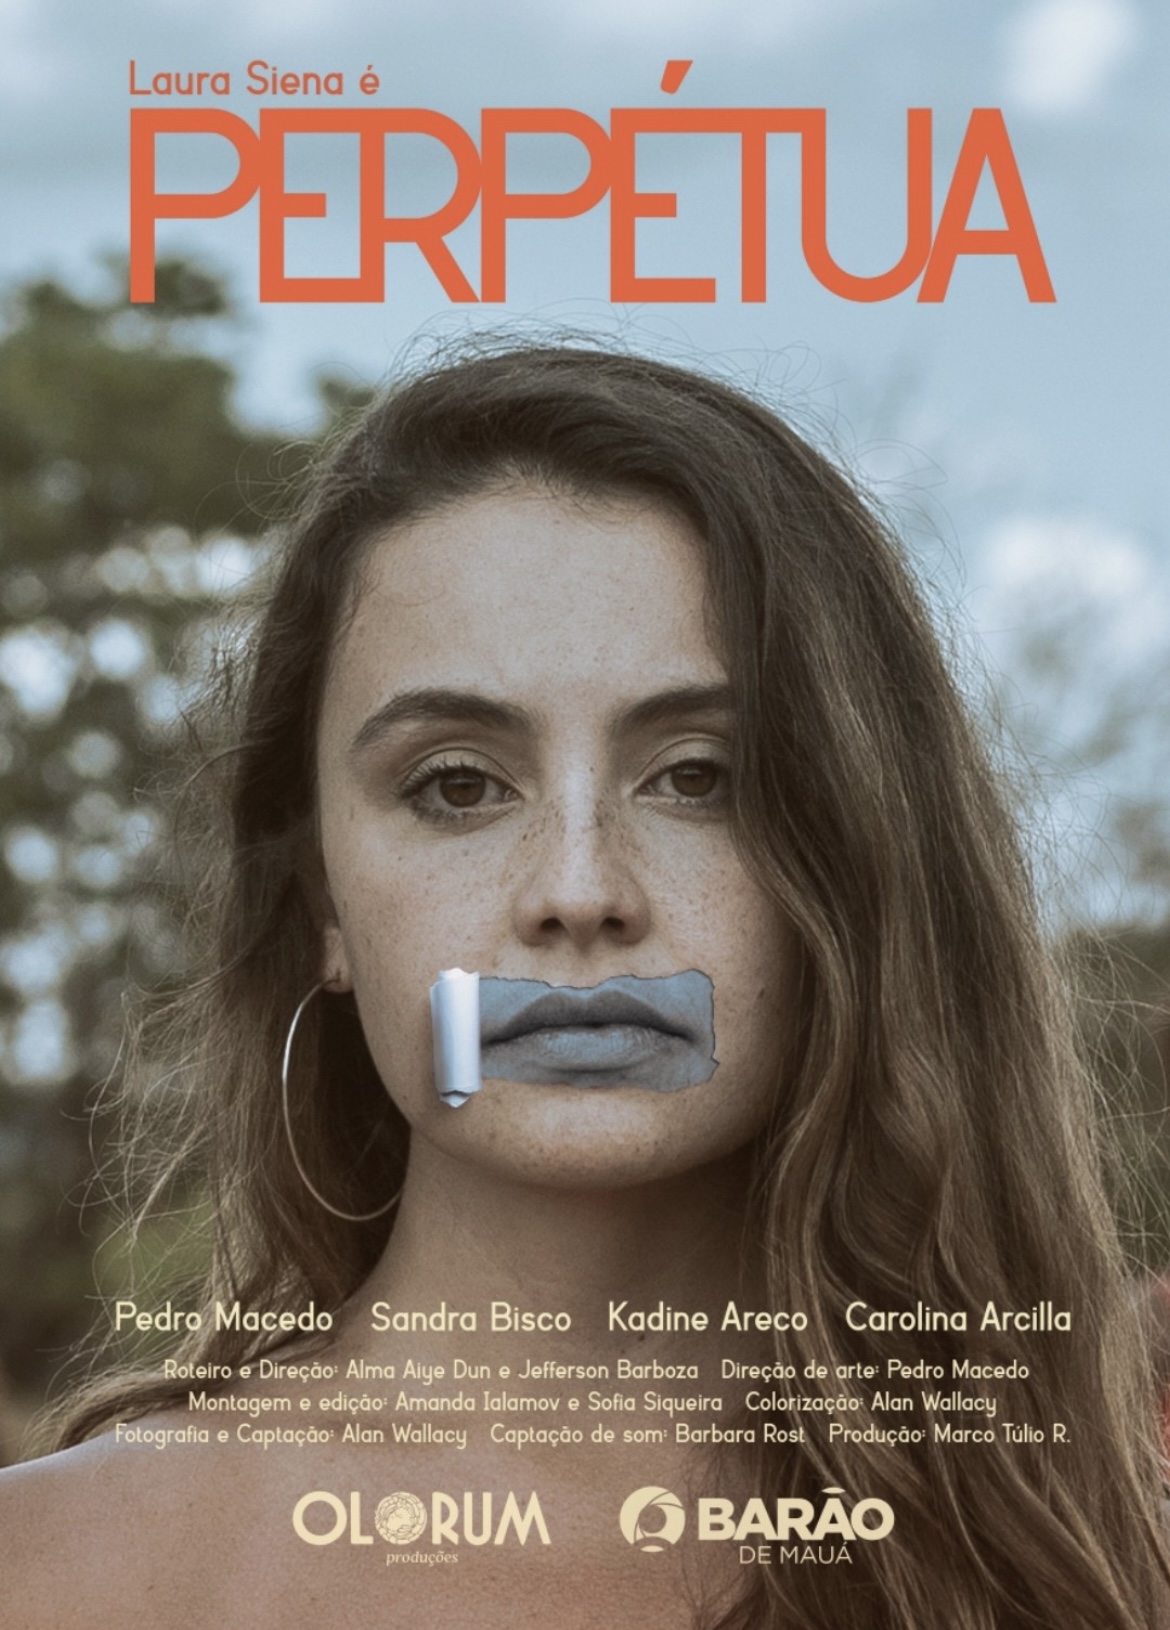 Laura Siena é
PERPÉTUA
Pedro Macedo Sandra Bisco Kadine Areco Carolina Arcilla
Roteiro e Direção: Alma Aiye Dun e Jefferson Barboza Direção de arte: Pedro Macedo
Montagem e edição: Amanda Ialamov e Sofia Siqueira Colorização: Alan Wallacy
Fotografia e Captação: Alan Wallacy Captação de som: Barbara Rost Produção: Marco Túlio R.
OLORUM
produções
BARÃO
DE MAUÁ